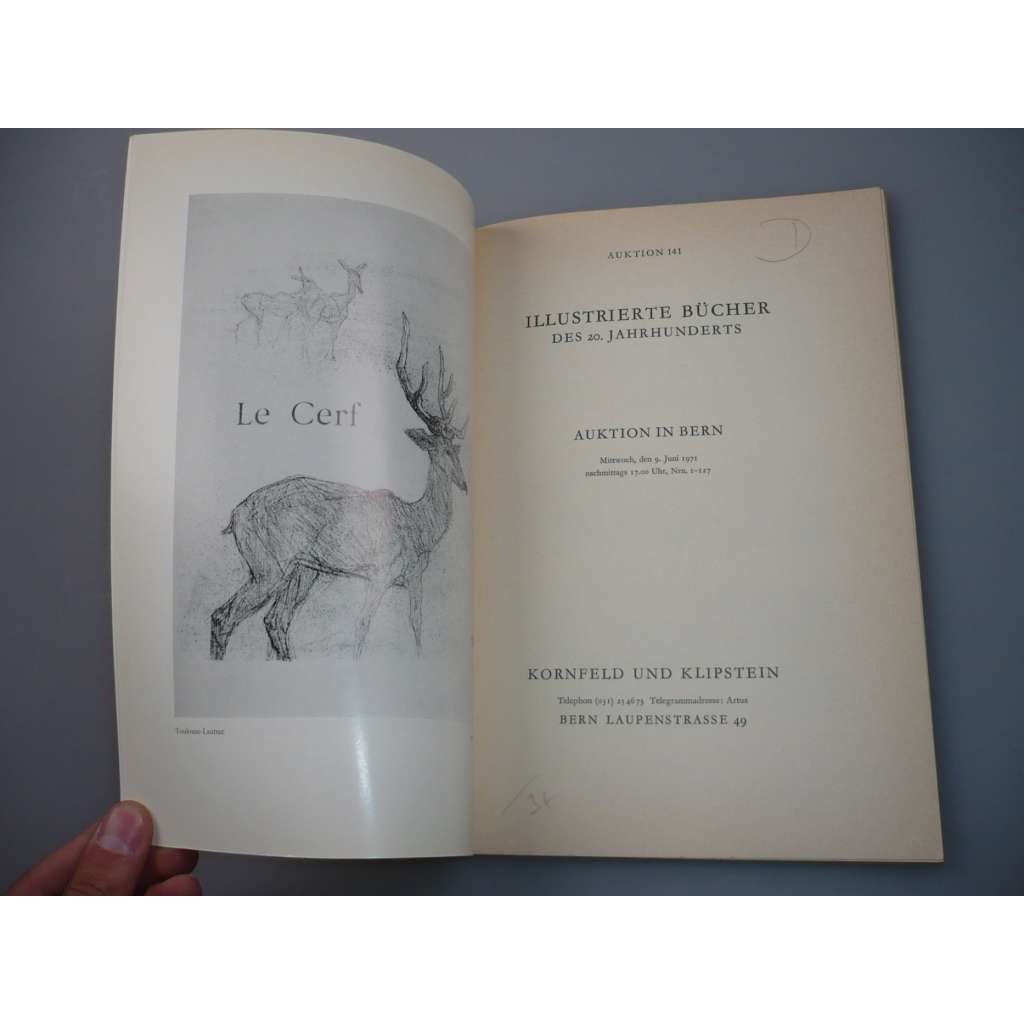 Le Cerf
Toulouse-Lautrec
AUKTION 141
ILLUSTRIERTE BÜCHER
DES 20. JAHRHUNDERTS
AUKTION IN BERN
Mittwoch, den 9. Juni 1971
nachmittags 17.00 Uhr, Nrn. 1-127
KORNFELD UND KLIPSTEIN
Telephon (031) 25 46 73 Telegrammadresse: Artus
BERN LAUPENSTRASSE 49